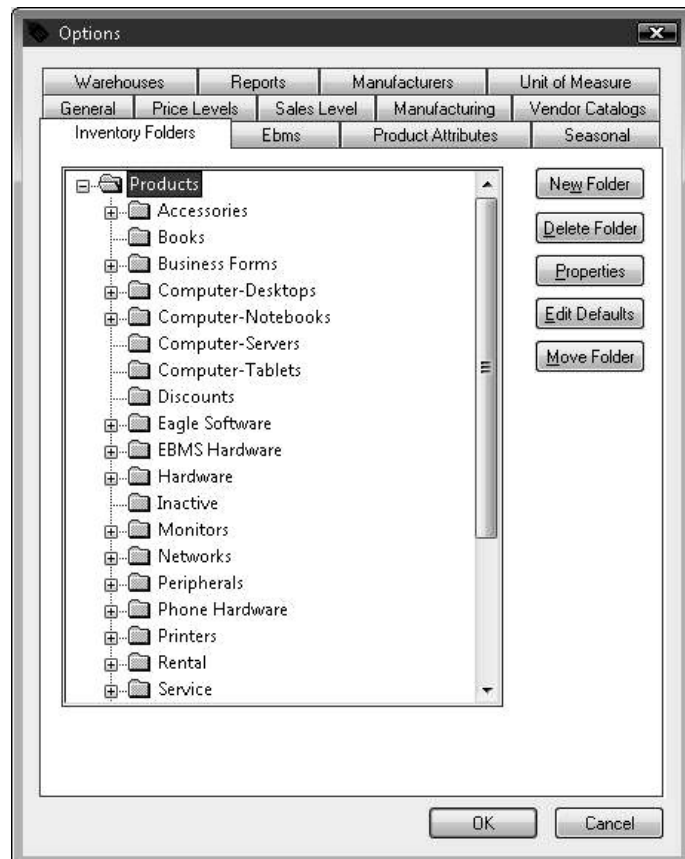 Options
Warehouses Reports Manufacturers Unit of Measure
General Price Levels Sales Level Manufacturing Vendor Catalogs
Inventory Folders Ebms Product Attributes Seasonal
Products
Accessories
Books
Business Forms
Computer-Desktops
Computer-Notebooks
Computer-Servers
Computer-Tablets
Discounts
Eagle Software
EBMS Hardware
Hardware
Inactive
Monitors
Networks
Peripherals
Phone Hardware
Printers
Rental
Service
New Folder
Delete Folder
Properties
Edit Defaults
Move Folder
OK Cancel